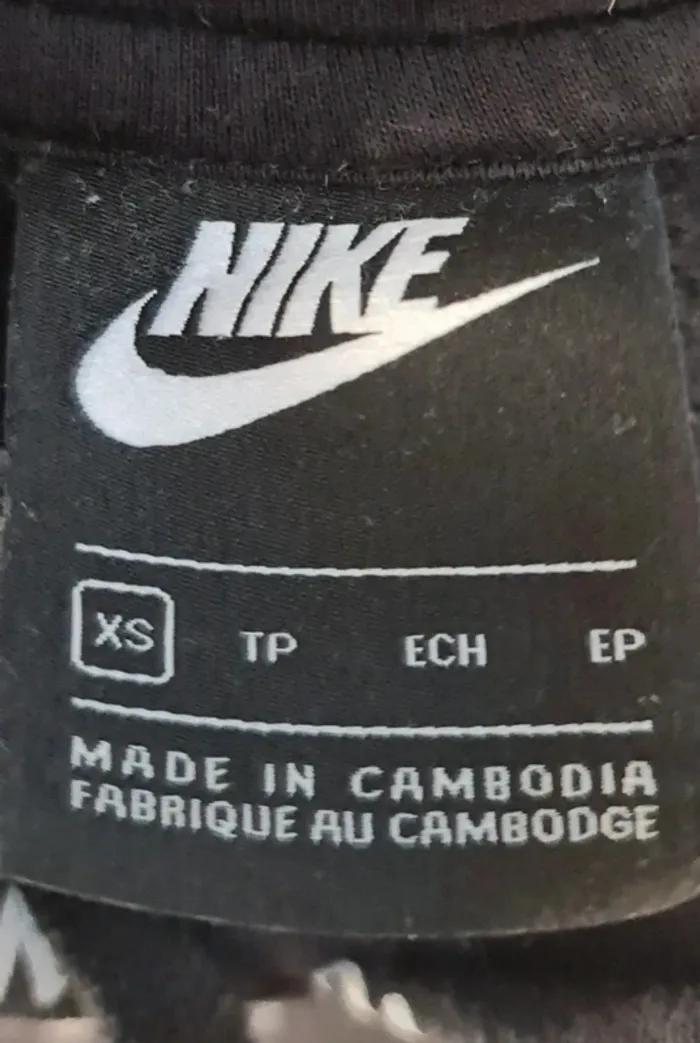 NIKE
XS TP ECH EP
MADE IN CAMBODIA
FABRIQUE AU CAMBODGE